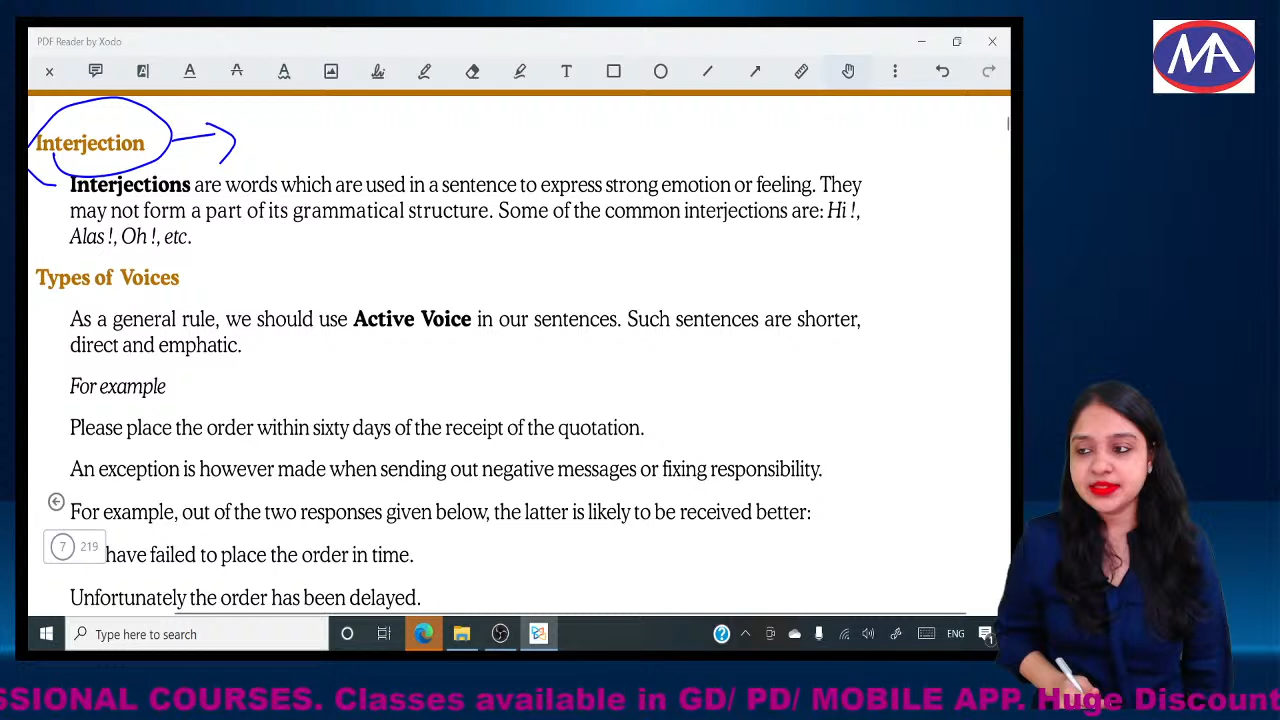 PDF Reader by Xodo
MA
Interjection
Interjections are words which are used in a sentence to express strong emotion or feeling. They
may not form a part of its grammatical structure. Some of the common interjections are: Hi !,
Alas !, Oh !, etc.
Types of Voices
As a general rule, we should use Active Voice in our sentences. Such sentences are shorter,
direct and emphatic.
For example
Please place the order within sixty days of the receipt of the quotation.
An exception is however made when sending out negative messages or fixing responsibility.
For example, out of the two responses given below, the latter is likely to be received better:
7 219 have failed to place the order in time.
Unfortunately the order has been delayed.
Type here to search
ENG
1
SSIONAL COURSES. Classes available in GD/ PD/ MOBILE APP. Huge Discount